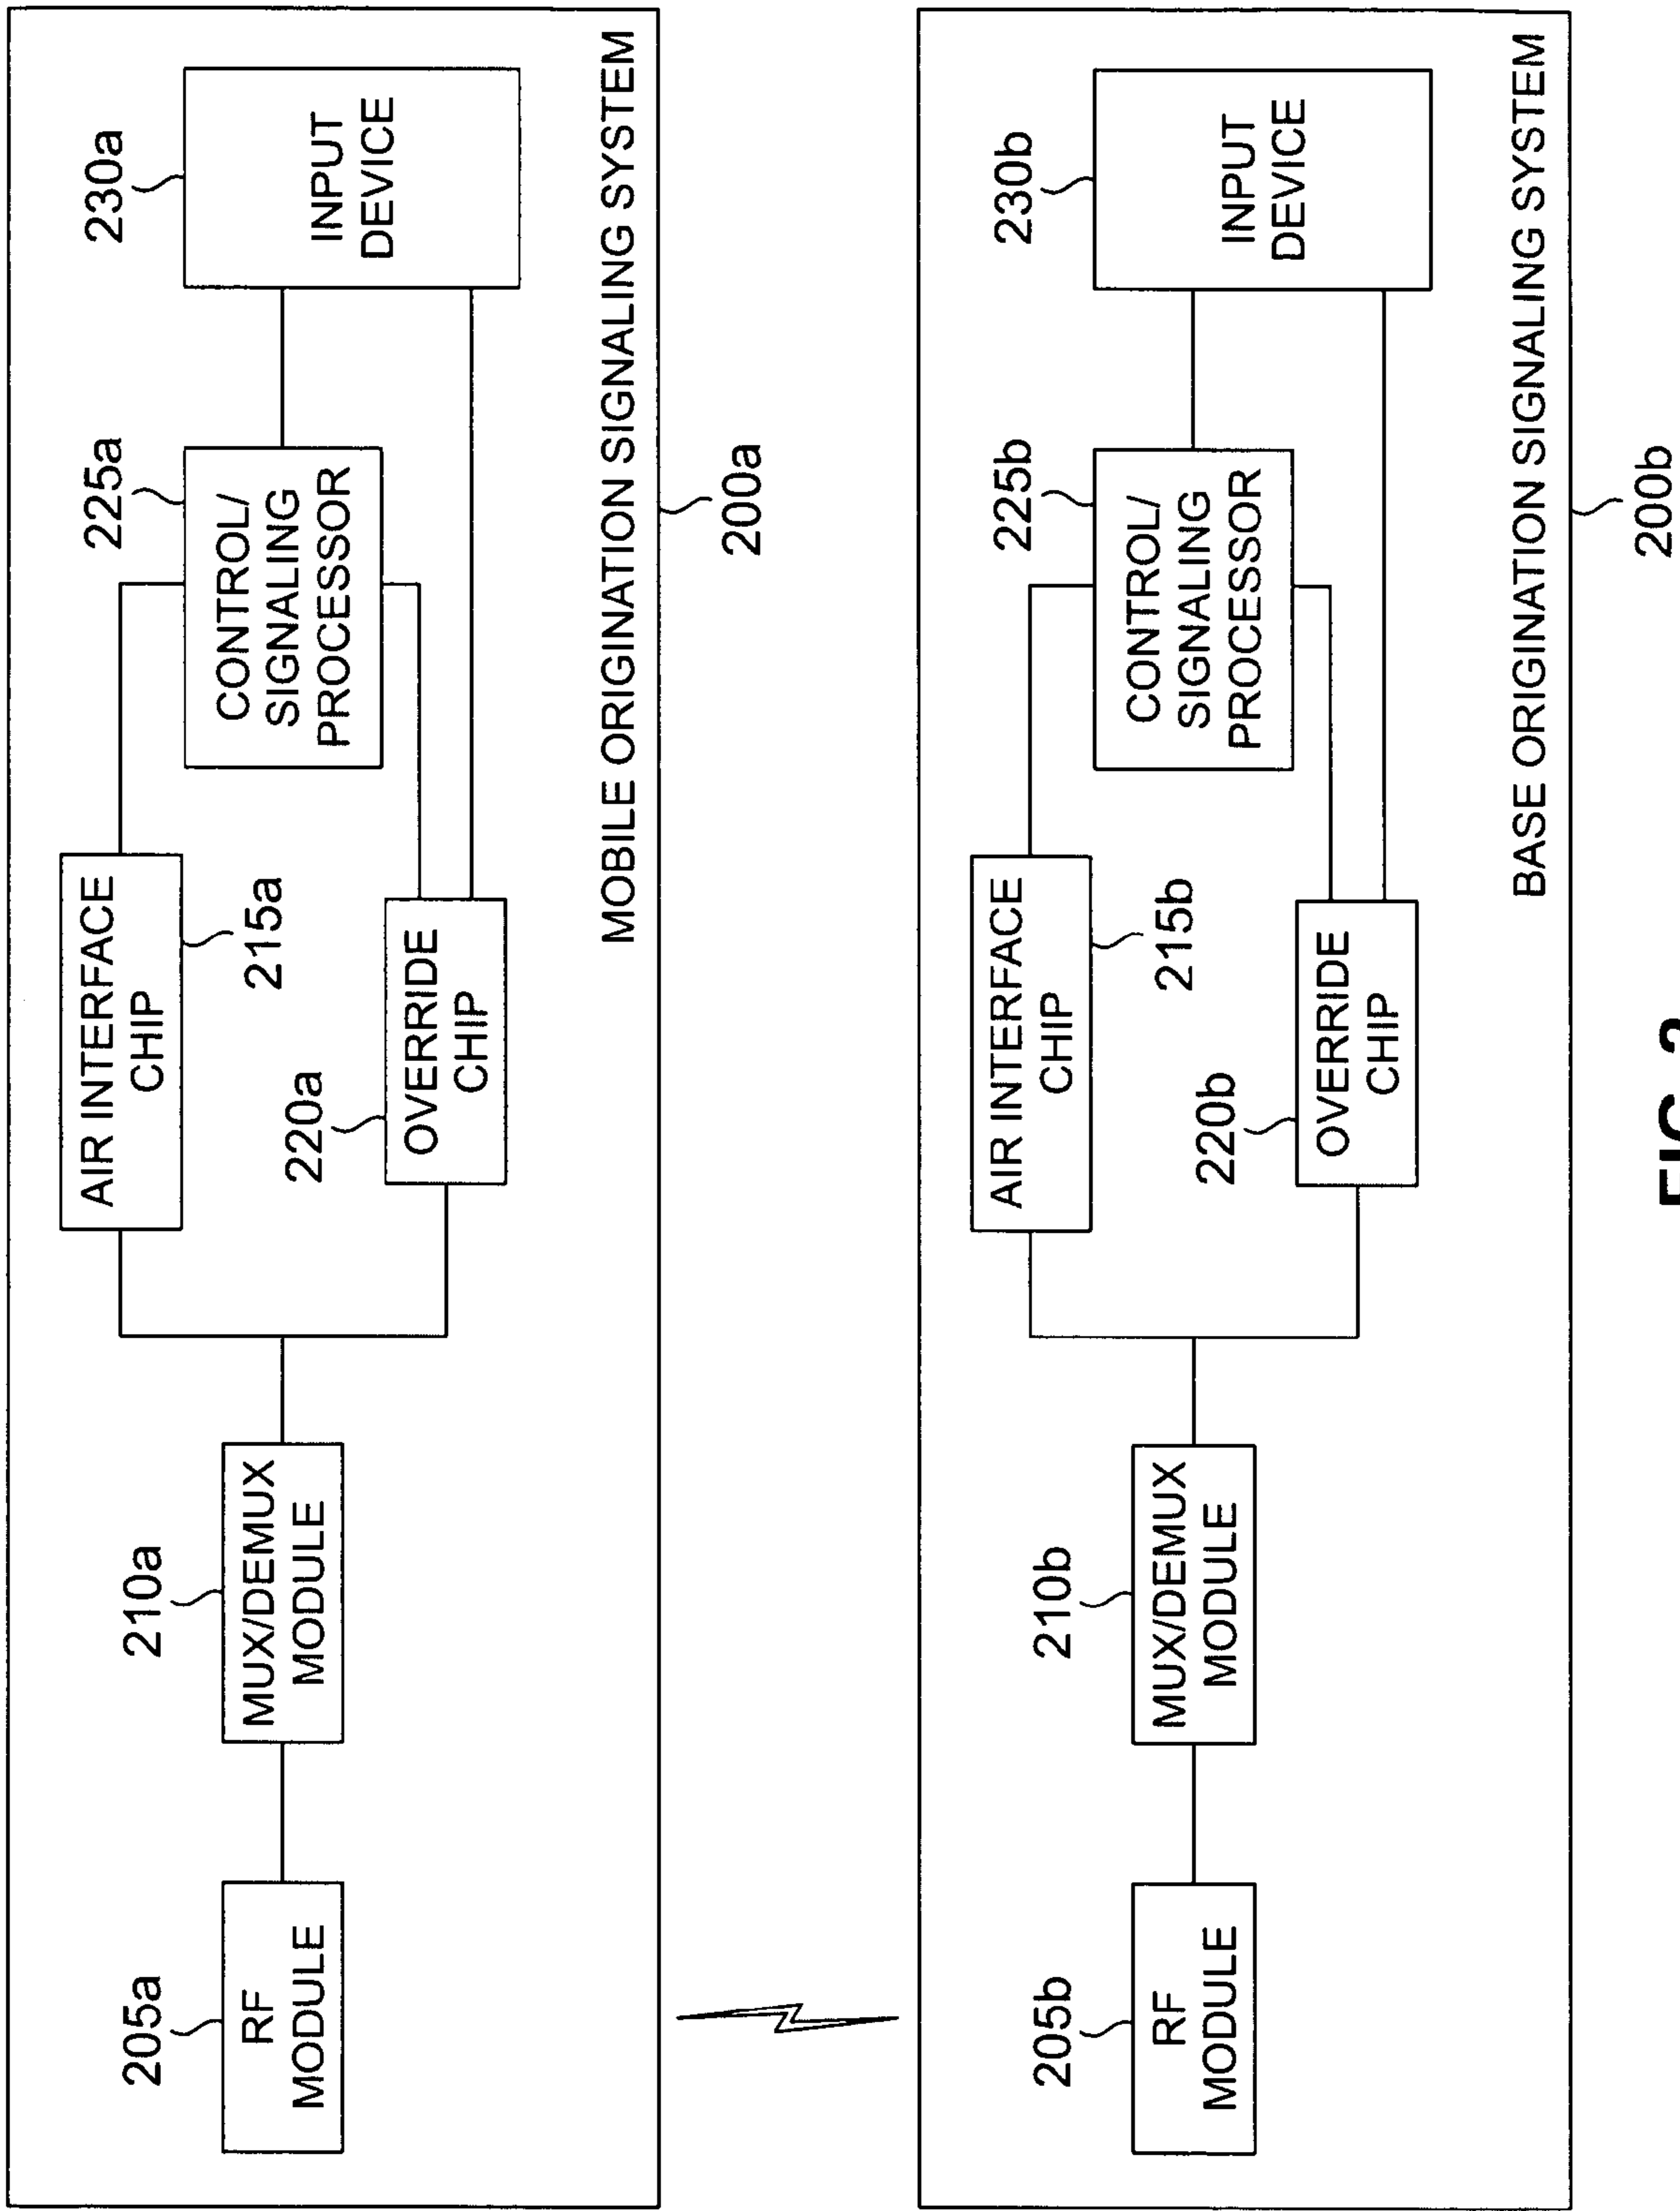 MOBILE ORIGINATION SIGNALING SYSTEM
200a
205a
RF
MODULE
210a
MUX/DEMUX
MODULE
AIR INTERFACE
CHIP
215a
220a
OVERRIDE
CHIP
225a
CONTROL/
SIGNALING
PROCESSOR
230a
INPUT
DEVICE
BASE ORIGINATION SIGNALING SYSTEM
200b
205b
RF
MODULE
210b
MUX/DEMUX
MODULE
AIR INTERFACE
CHIP
215b
220b
OVERRIDE
CHIP
225b
CONTROL/
SIGNALING
PROCESSOR
230b
INPUT
DEVICE